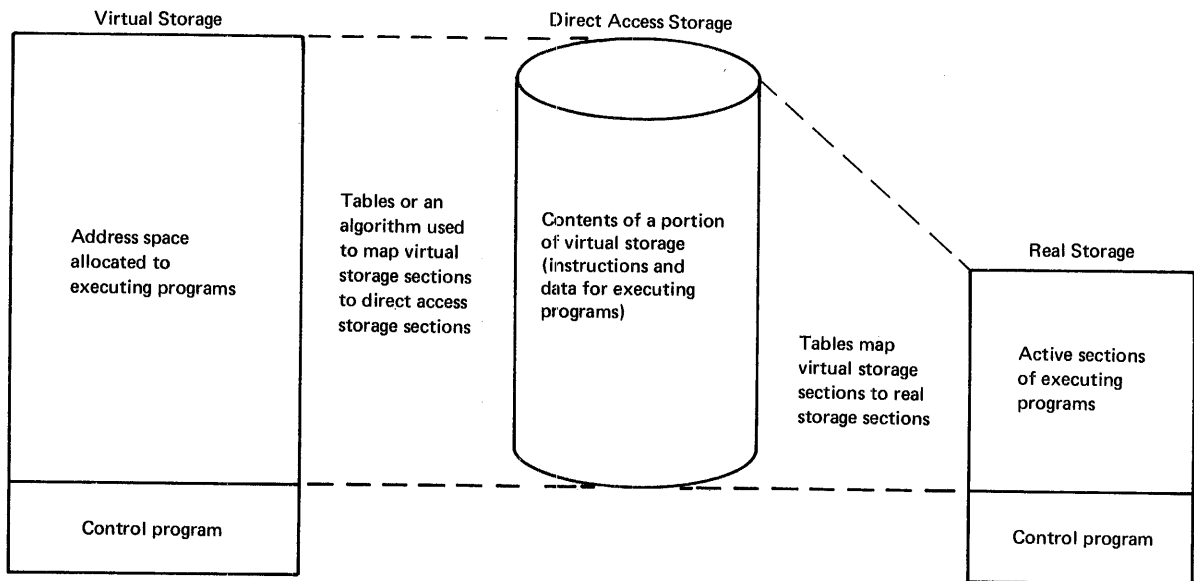 Virtual Storage
Direct Access Storage
Address space
allocated to
executing programs
Tables or an
algorithm used
to map virtual
storage sections
to direct access
storage sections
Contents of a portion
of virtual storage
(instructions and
data for executing
programs)
Tables map
virtual storage
sections to real
storage sections
Real Storage
Active sections
of executing
programs
Control program
Control program